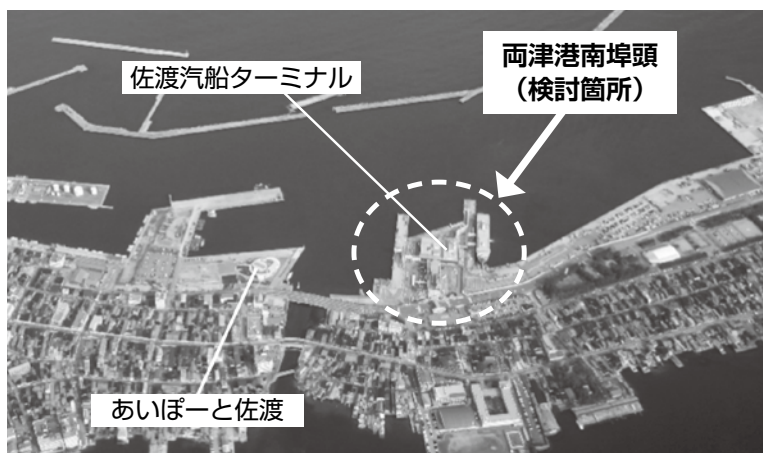 両津港南埠頭
（検討箇所）
佐渡汽船ターミナル
あいぽーと佐渡